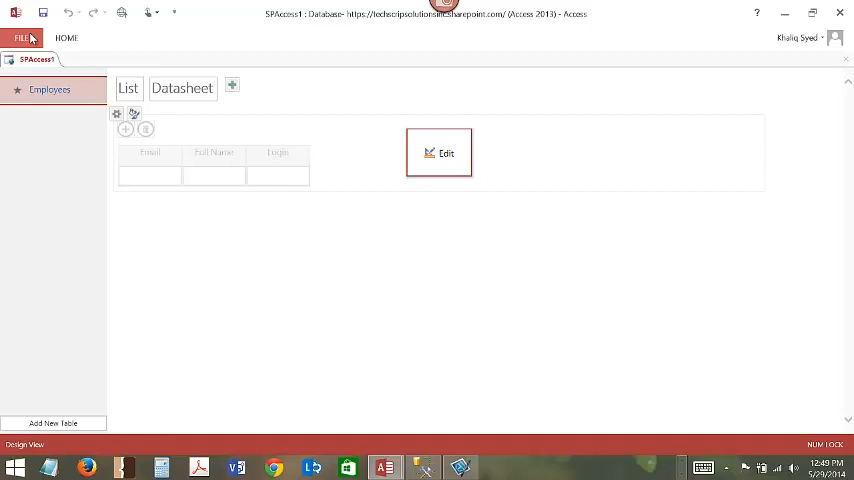 SPAccess1 : Database- https://techscripsolutionsinc.sharepoint.com/ (Access 2013) - Access
?
FILE HOME
Khaliq Syed
SPAccess1
Employees
List Datasheet
Email Full Name Login
Edit
Add New Table
Design View
NUM LOCK
12:49 PM
5/29/2014